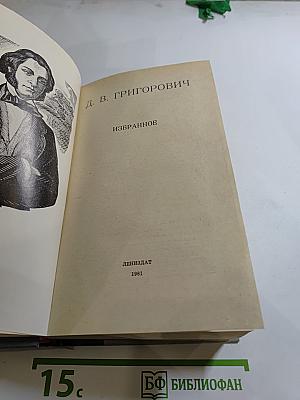 Д. В. ГРИГОРОВИЧ
ИЗБРАННОЕ
ЛЕНИЗДАТ
1981
15с
БФ БИБЛИОФАН